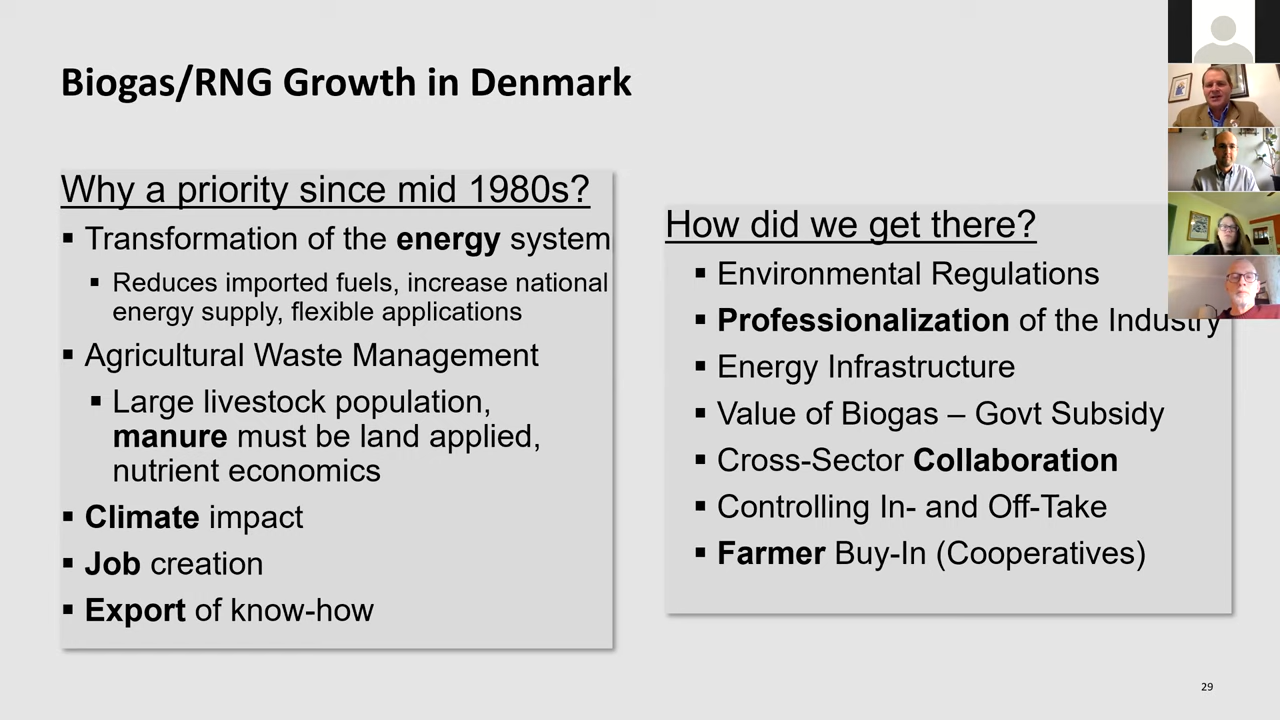 Biogas/RNG Growth in Denmark
Why a priority since mid 1980s?
▪ Transformation of the energy system
▪ Reduces imported fuels, increase national
energy supply, flexible applications
▪ Agricultural Waste Management
▪ Large livestock population,
manure must be land applied,
nutrient economics
▪ Climate impact
▪ Job creation
▪ Export of know-how
How did we get there?
▪ Environmental Regulations
▪ Professionalization of the Industry
▪ Energy Infrastructure
▪ Value of Biogas – Govt Subsidy
▪ Cross-Sector Collaboration
▪ Controlling In- and Off-Take
▪ Farmer Buy-In (Cooperatives)
29